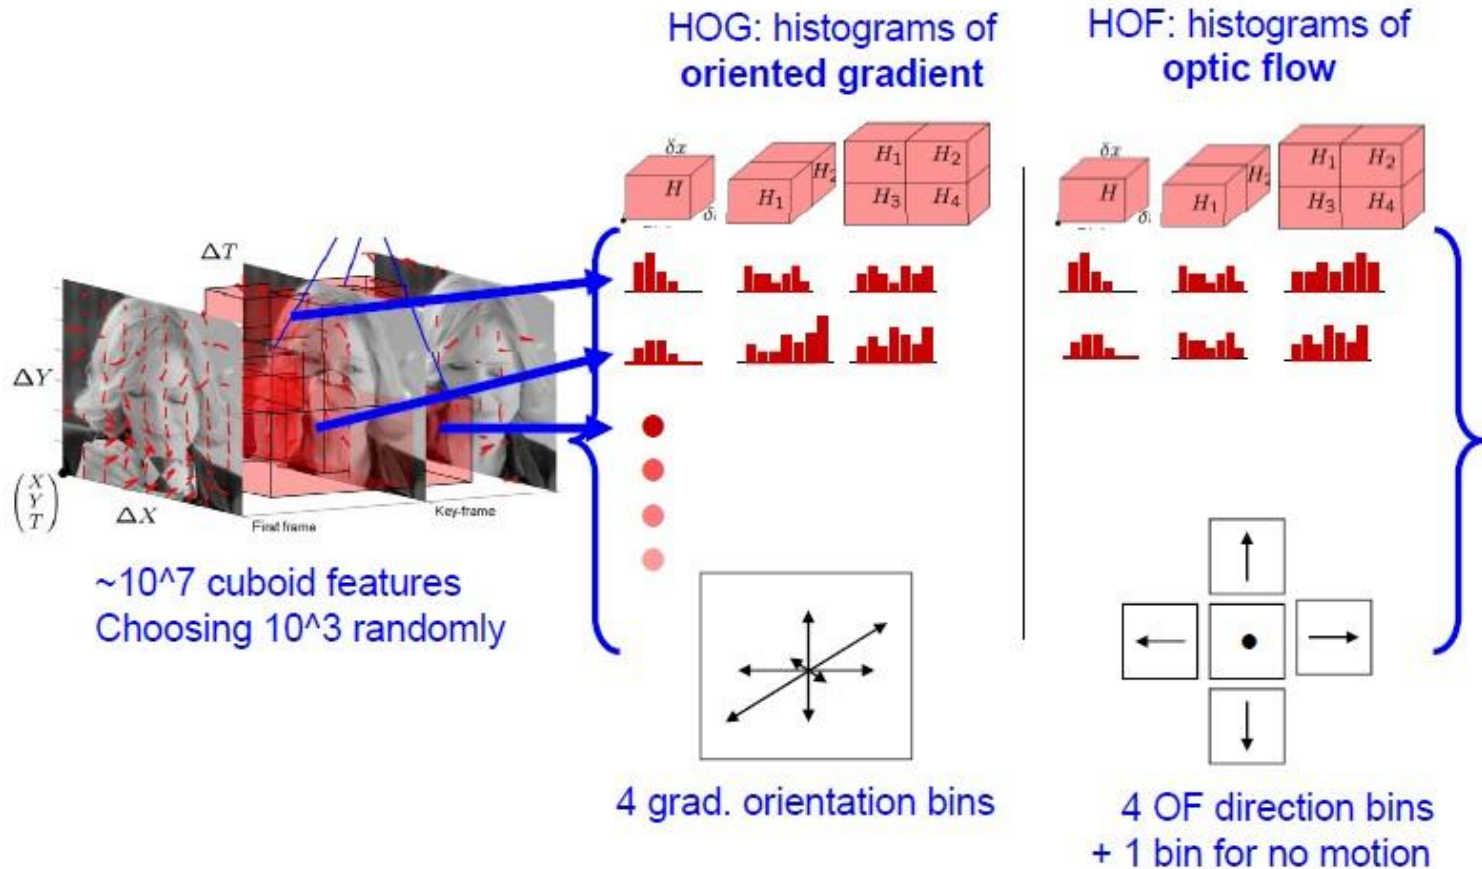 HOG: histograms of
oriented gradient
HOF: histograms of
optic flow
δx
H
H₁
H₂
H₁ H₂
H₃ H₄
δx
H
H₁
H₂
H₁ H₂
H₃ H₄
ΔT
ΔY
ΔX
X
Y
T
First frame
Key-frame
~10^7 cuboid features
Choosing 10^3 randomly
4 grad. orientation bins
4 OF direction bins
+ 1 bin for no motion